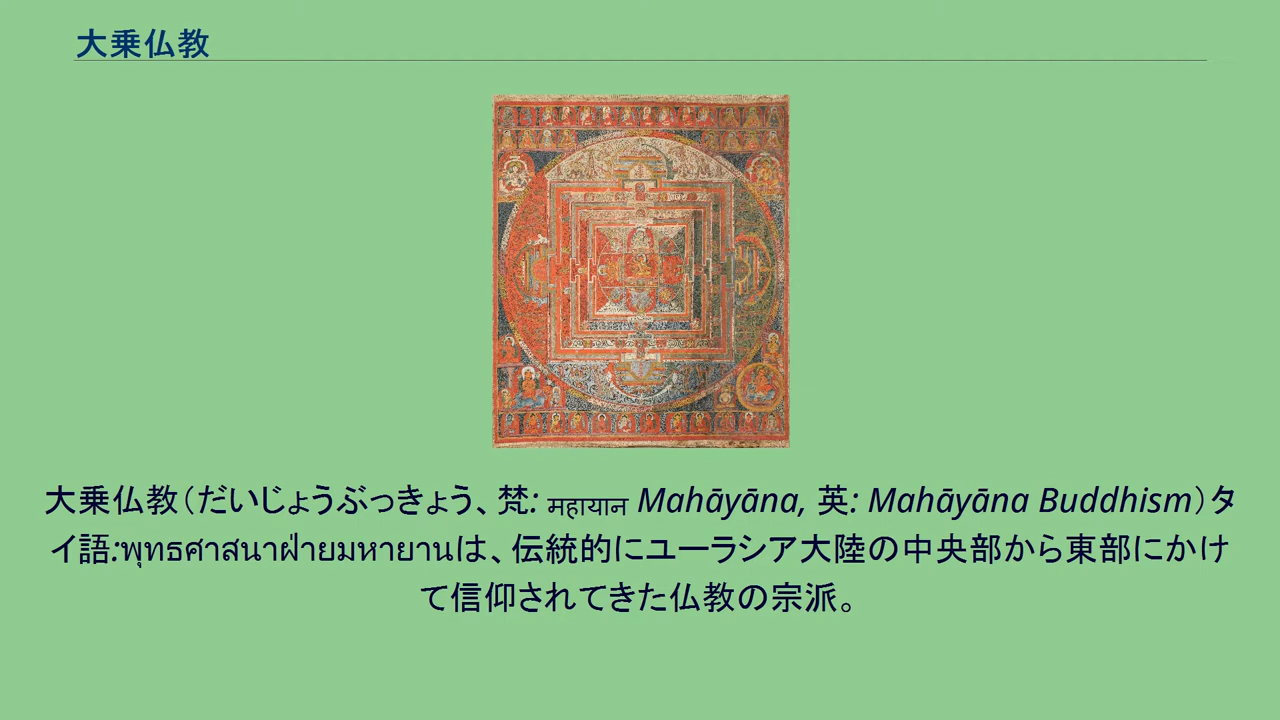 大乗仏教
大乗仏教（だいじょうぶっきょう、梵: महायान Mahāyāna, 英: Mahāyāna Buddhism）タ
イ語:พุทธศาสนาฝ่ายมหายานは、伝統的にユーラシア大陸の中央部から東部にかけ
て信仰されてきた仏教の宗派。